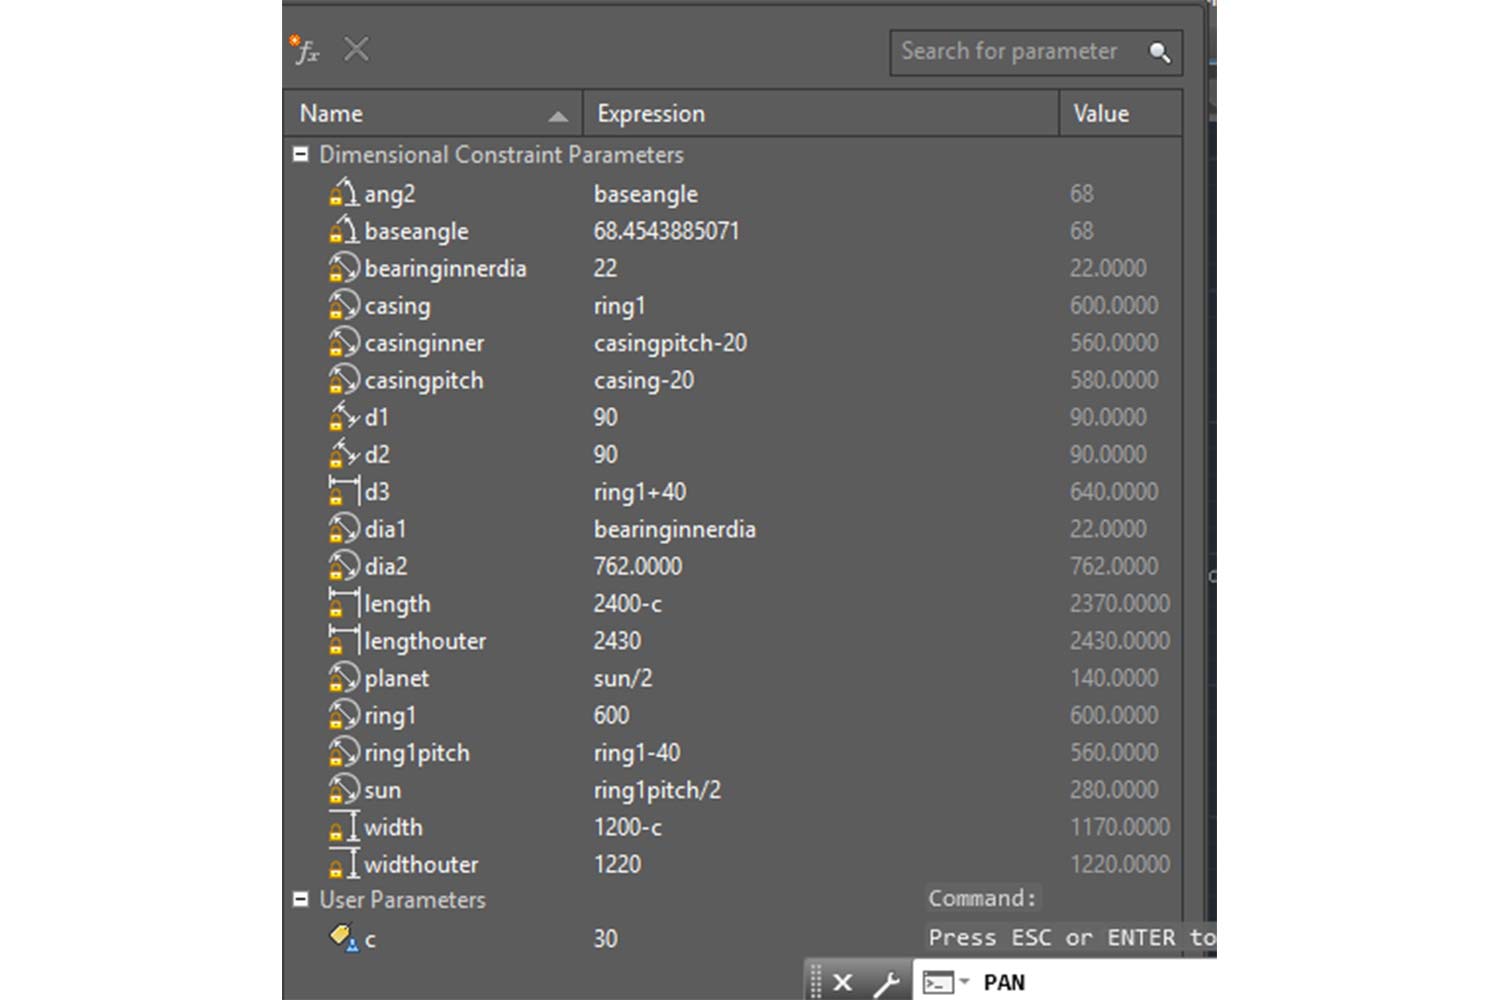 fx
Search for parameter
Name Expression Value
Dimensional Constraint Parameters
ang2 baseangle 68
baseangle 68.4543885071 68
bearinginnerdia 22 22.0000
casing ring1 600.0000
casinginner casingpitch-20 560.0000
casingpitch casing-20 580.0000
d1 90 90.0000
d2 90 90.0000
d3 ring1+40 640.0000
dia1 bearinginnerdia 22.0000
dia2 762.0000 762.0000
length 2400-c 2370.0000
lengthouter 2430 2430.0000
planet sun/2 140.0000
ring1 600 600.0000
ring1pitch ring1-40 560.0000
sun ring1pitch/2 280.0000
width 1200-c 1170.0000
widthouter 1220 1220.0000
User Parameters Command:
c 30 Press ESC or ENTER to
PAN